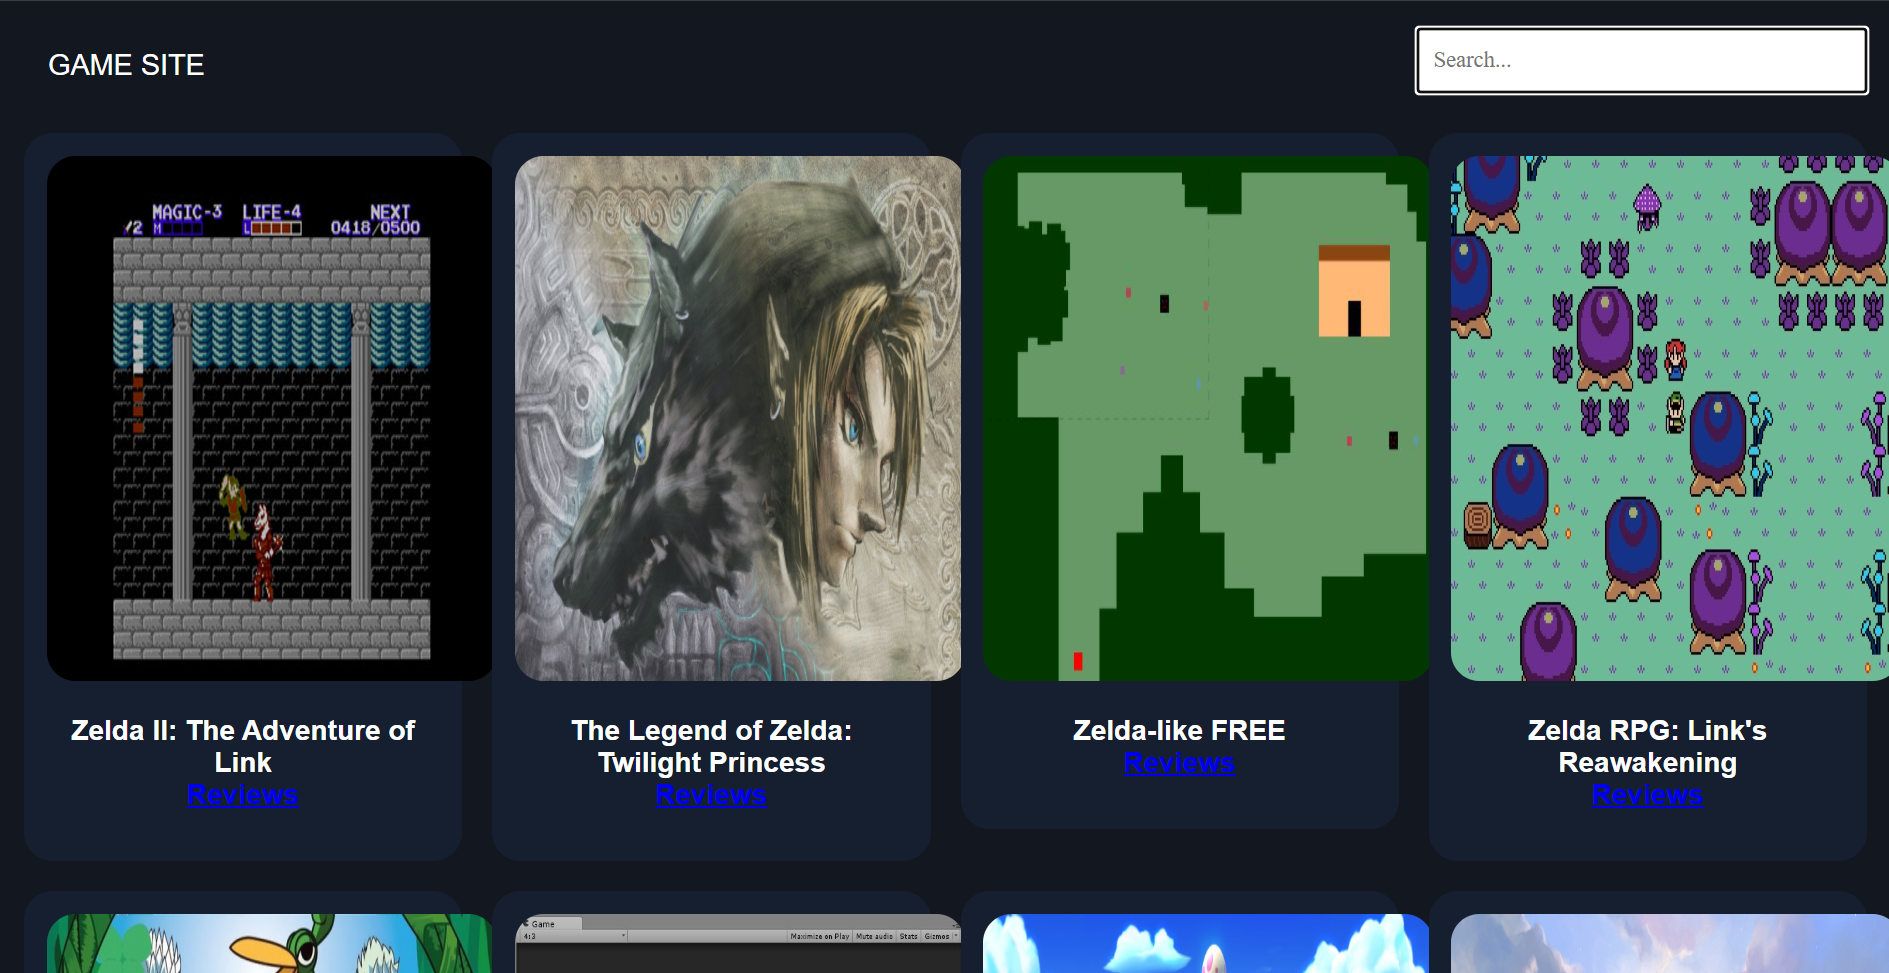 GAME SITE
Search...
MAGIC-3 LIFE-4 NEXT
/2 M L 0418/0500
Zelda II: The Adventure of
Link
Reviews
The Legend of Zelda:
Twilight Princess
Reviews
Zelda-like FREE
Reviews
Zelda RPG: Link's
Reawakening
Reviews
Game
4:3 Maximize on Play Mute audio Stats Gizmos